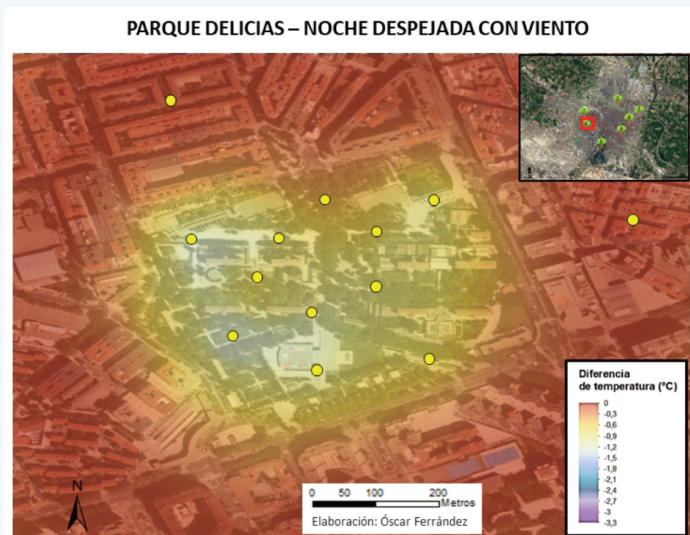 PARQUE DELICIAS – NOCHE DESPEJADA CON VIENTO
Diferencia
de temperatura (°C)
0
-0,3
-0,6
-0,9
-1,2
-1,5
-1,8
-2,1
-2,4
-2,7
-3
-3,3
N
0 50 100 200
Metros
Elaboración: Óscar Ferrández